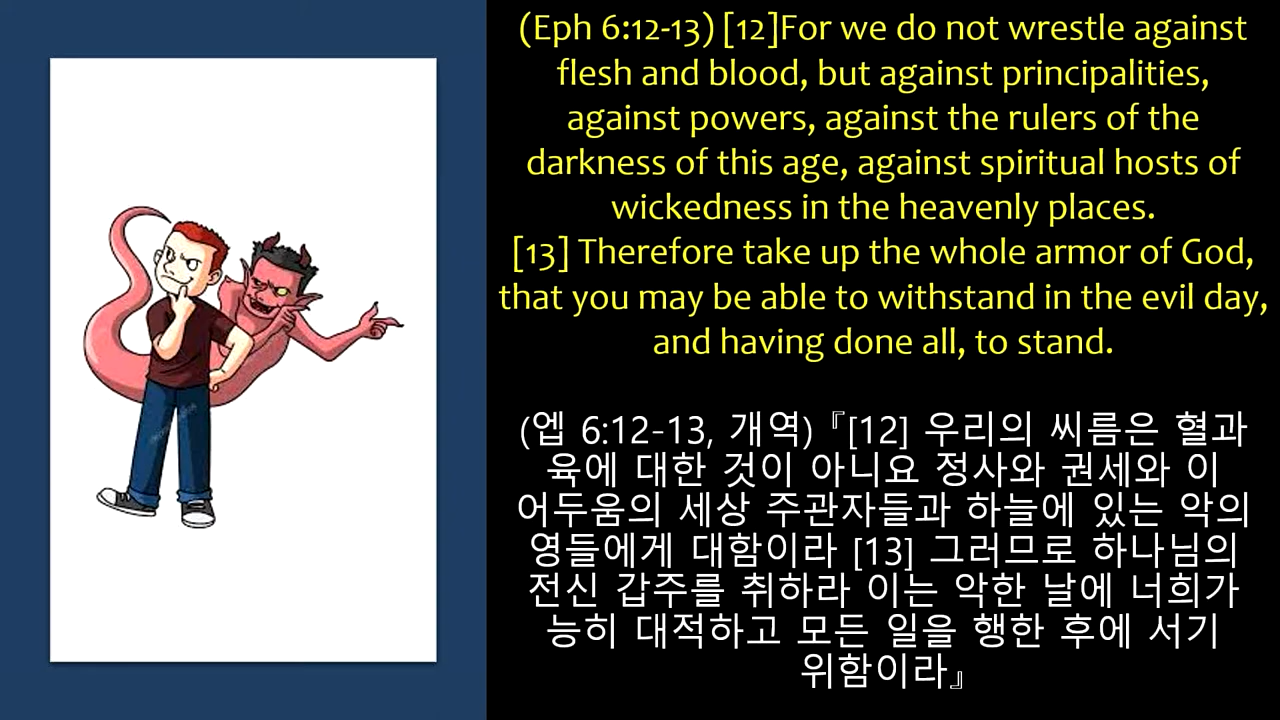 (Eph 6:12-13) [12]For we do not wrestle against
flesh and blood, but against principalities,
against powers, against the rulers of the
darkness of this age, against spiritual hosts of
wickedness in the heavenly places.
[13] Therefore take up the whole armor of God,
that you may be able to withstand in the evil day,
and having done all, to stand.
(엡 6:12-13, 개역)『[12] 우리의 씨름은 혈과
육에 대한 것이 아니요 정사와 권세와 이
어두움의 세상 주관자들과 하늘에 있는 악의
영들에게 대함이라 [13] 그러므로 하나님의
전신 갑주를 취하라 이는 악한 날에 너희가
능히 대적하고 모든 일을 행한 후에 서기
위함이라』